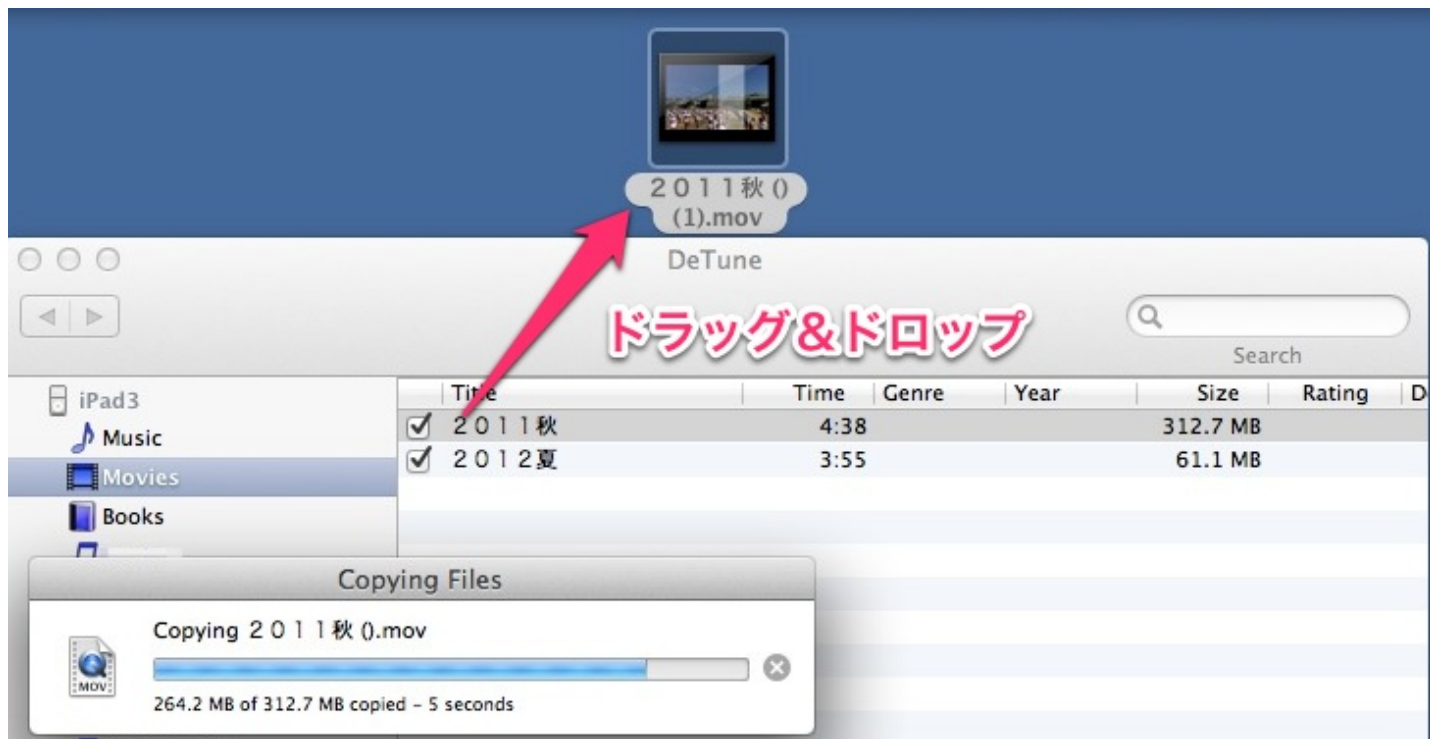 ２０１１秋 ()
(1).mov
DeTune
ドラッグ&ドロップ
Search
iPad3
Music
Movies
Books
Title Time Genre Year Size Rating D
２０１１秋 4:38 312.7 MB
２０１２夏 3:55 61.1 MB
Copying Files
Copying ２０１１秋 ().mov
MOV
264.2 MB of 312.7 MB copied – 5 seconds